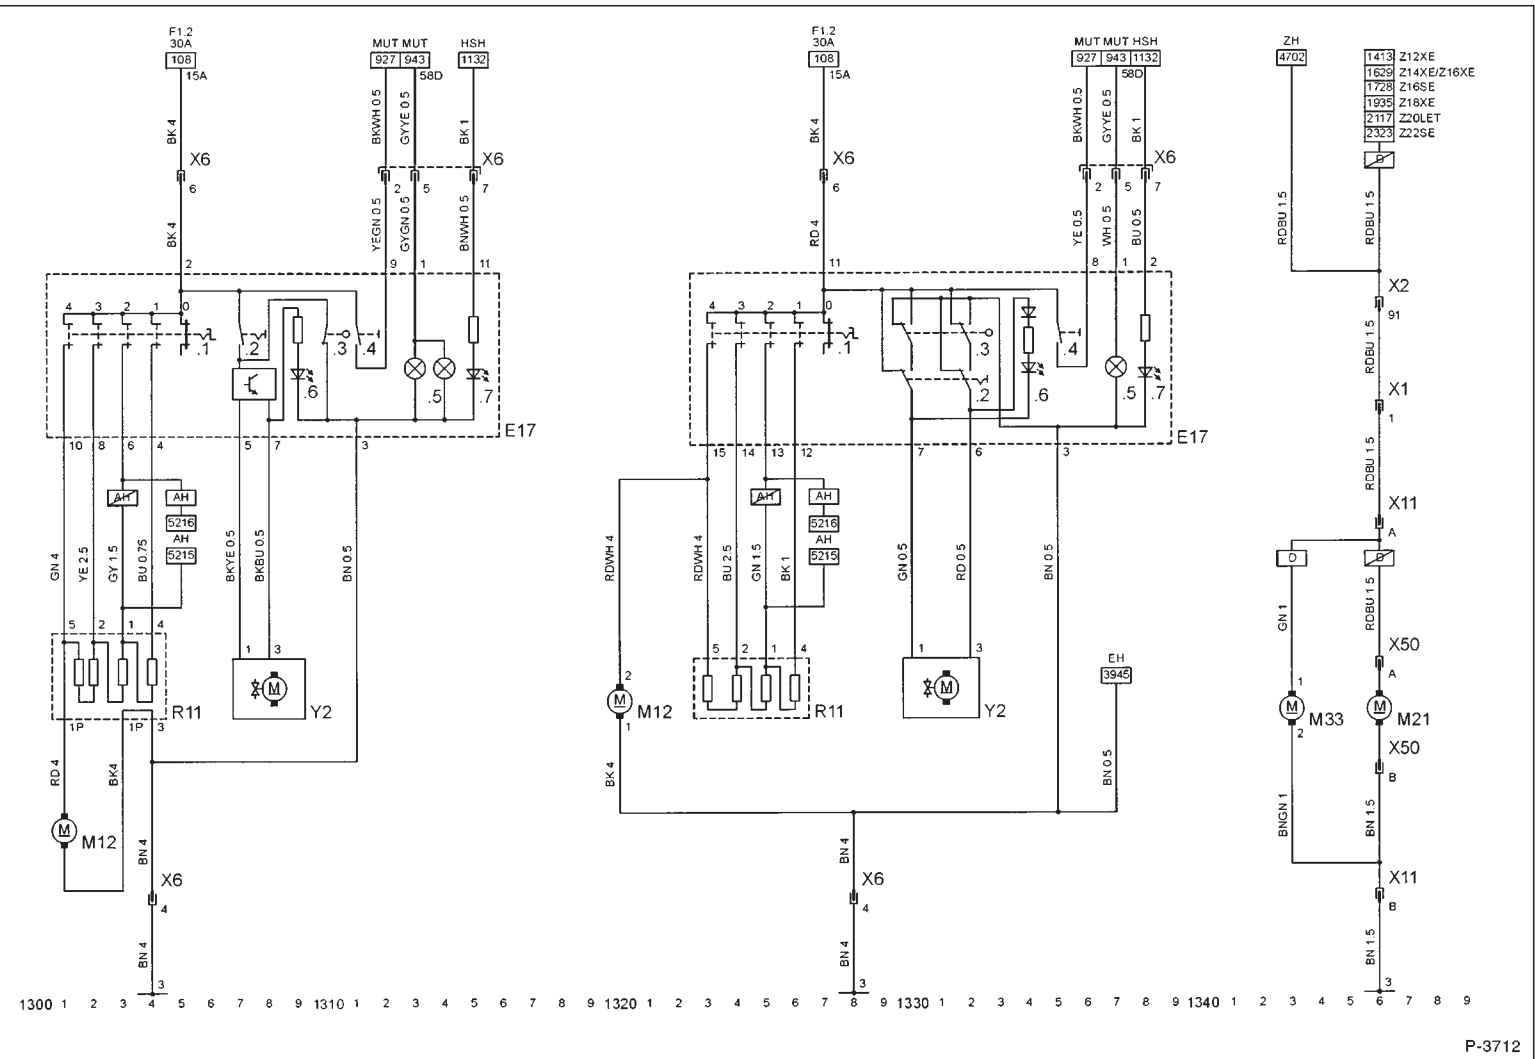 F1.2
30A
108
15A
BK 4
X6
6
BK 4
2
MUT MUT
927 943
58D
HSH
1132
BKWH 0.5
GYYE 0.5
BK 1
X6
2 5 7
YEGN 0.5
GYGN 0.5
BNWH 0.5
9 1 11
4 3 2 1 0
.1 .2 .3 .4
.6 .5 .7
E17
10 8 6 4 5 7 3
AH AH
5216
AH
5215
GN 4
YE 2.5
GY 1.5
BU 0.75
BKYE 0.5
BKBU 0.5
BN 0.5
5 2 1 4
1 3
M
R11
Y2
1P 1P 3
RD 4
BK4
M
M12
BN 4
X6
4
BN 4
3
F1.2
30A
108
15A
BK 4
X6
6
RD 4
11
MUT MUT HSH
927 943 1132
58D
BKWH 0.5
GYYE 0.5
BK 1
X6
2 5 7
YE 0.5
WH 0.5
BU 0.5
8 1 2
4 3 2 1 0
.1 .3 .4
.2 .6 .5 .7
E17
15 14 13 12 7 6 3
AH AH
5216
AH
5215
RDWH 4
RDWH 4
BU 2.5
GN 1.5
BK 1
GN 0.5
RD 0.5
BN 0.5
5 2 1 4
1 3
2
M
M12
1
R11
M
Y2
EH
3945
BK 4
BN 0.5
BN 4
X6
4
BN 4
3
ZH
4702
1413 Z12XE
1629 Z14XE/Z16XE
1728 Z16SE
1935 Z18XE
2117 Z20LET
2323 Z22SE
D
RDBU 1.5
RDBU 1.5
X2
91
RDBU 1.5
X1
1
RDBU 1.5
X11
A
D D
GN 1
RDBU 1.5
X50
A
1
M
M33
2
M
M21
X50
B
BNGN 1
BN 1.5
X11
B
BN 1.5
3
1300 1 2 3 4 5 6 7 8 9 1310 1 2 3 4 5 6 7 8 9 1320 1 2 3 4 5 6 7 8 9 1330 1 2 3 4 5 6 7 8 9 1340 1 2 3 4 5 6 7 8 9
P-3712